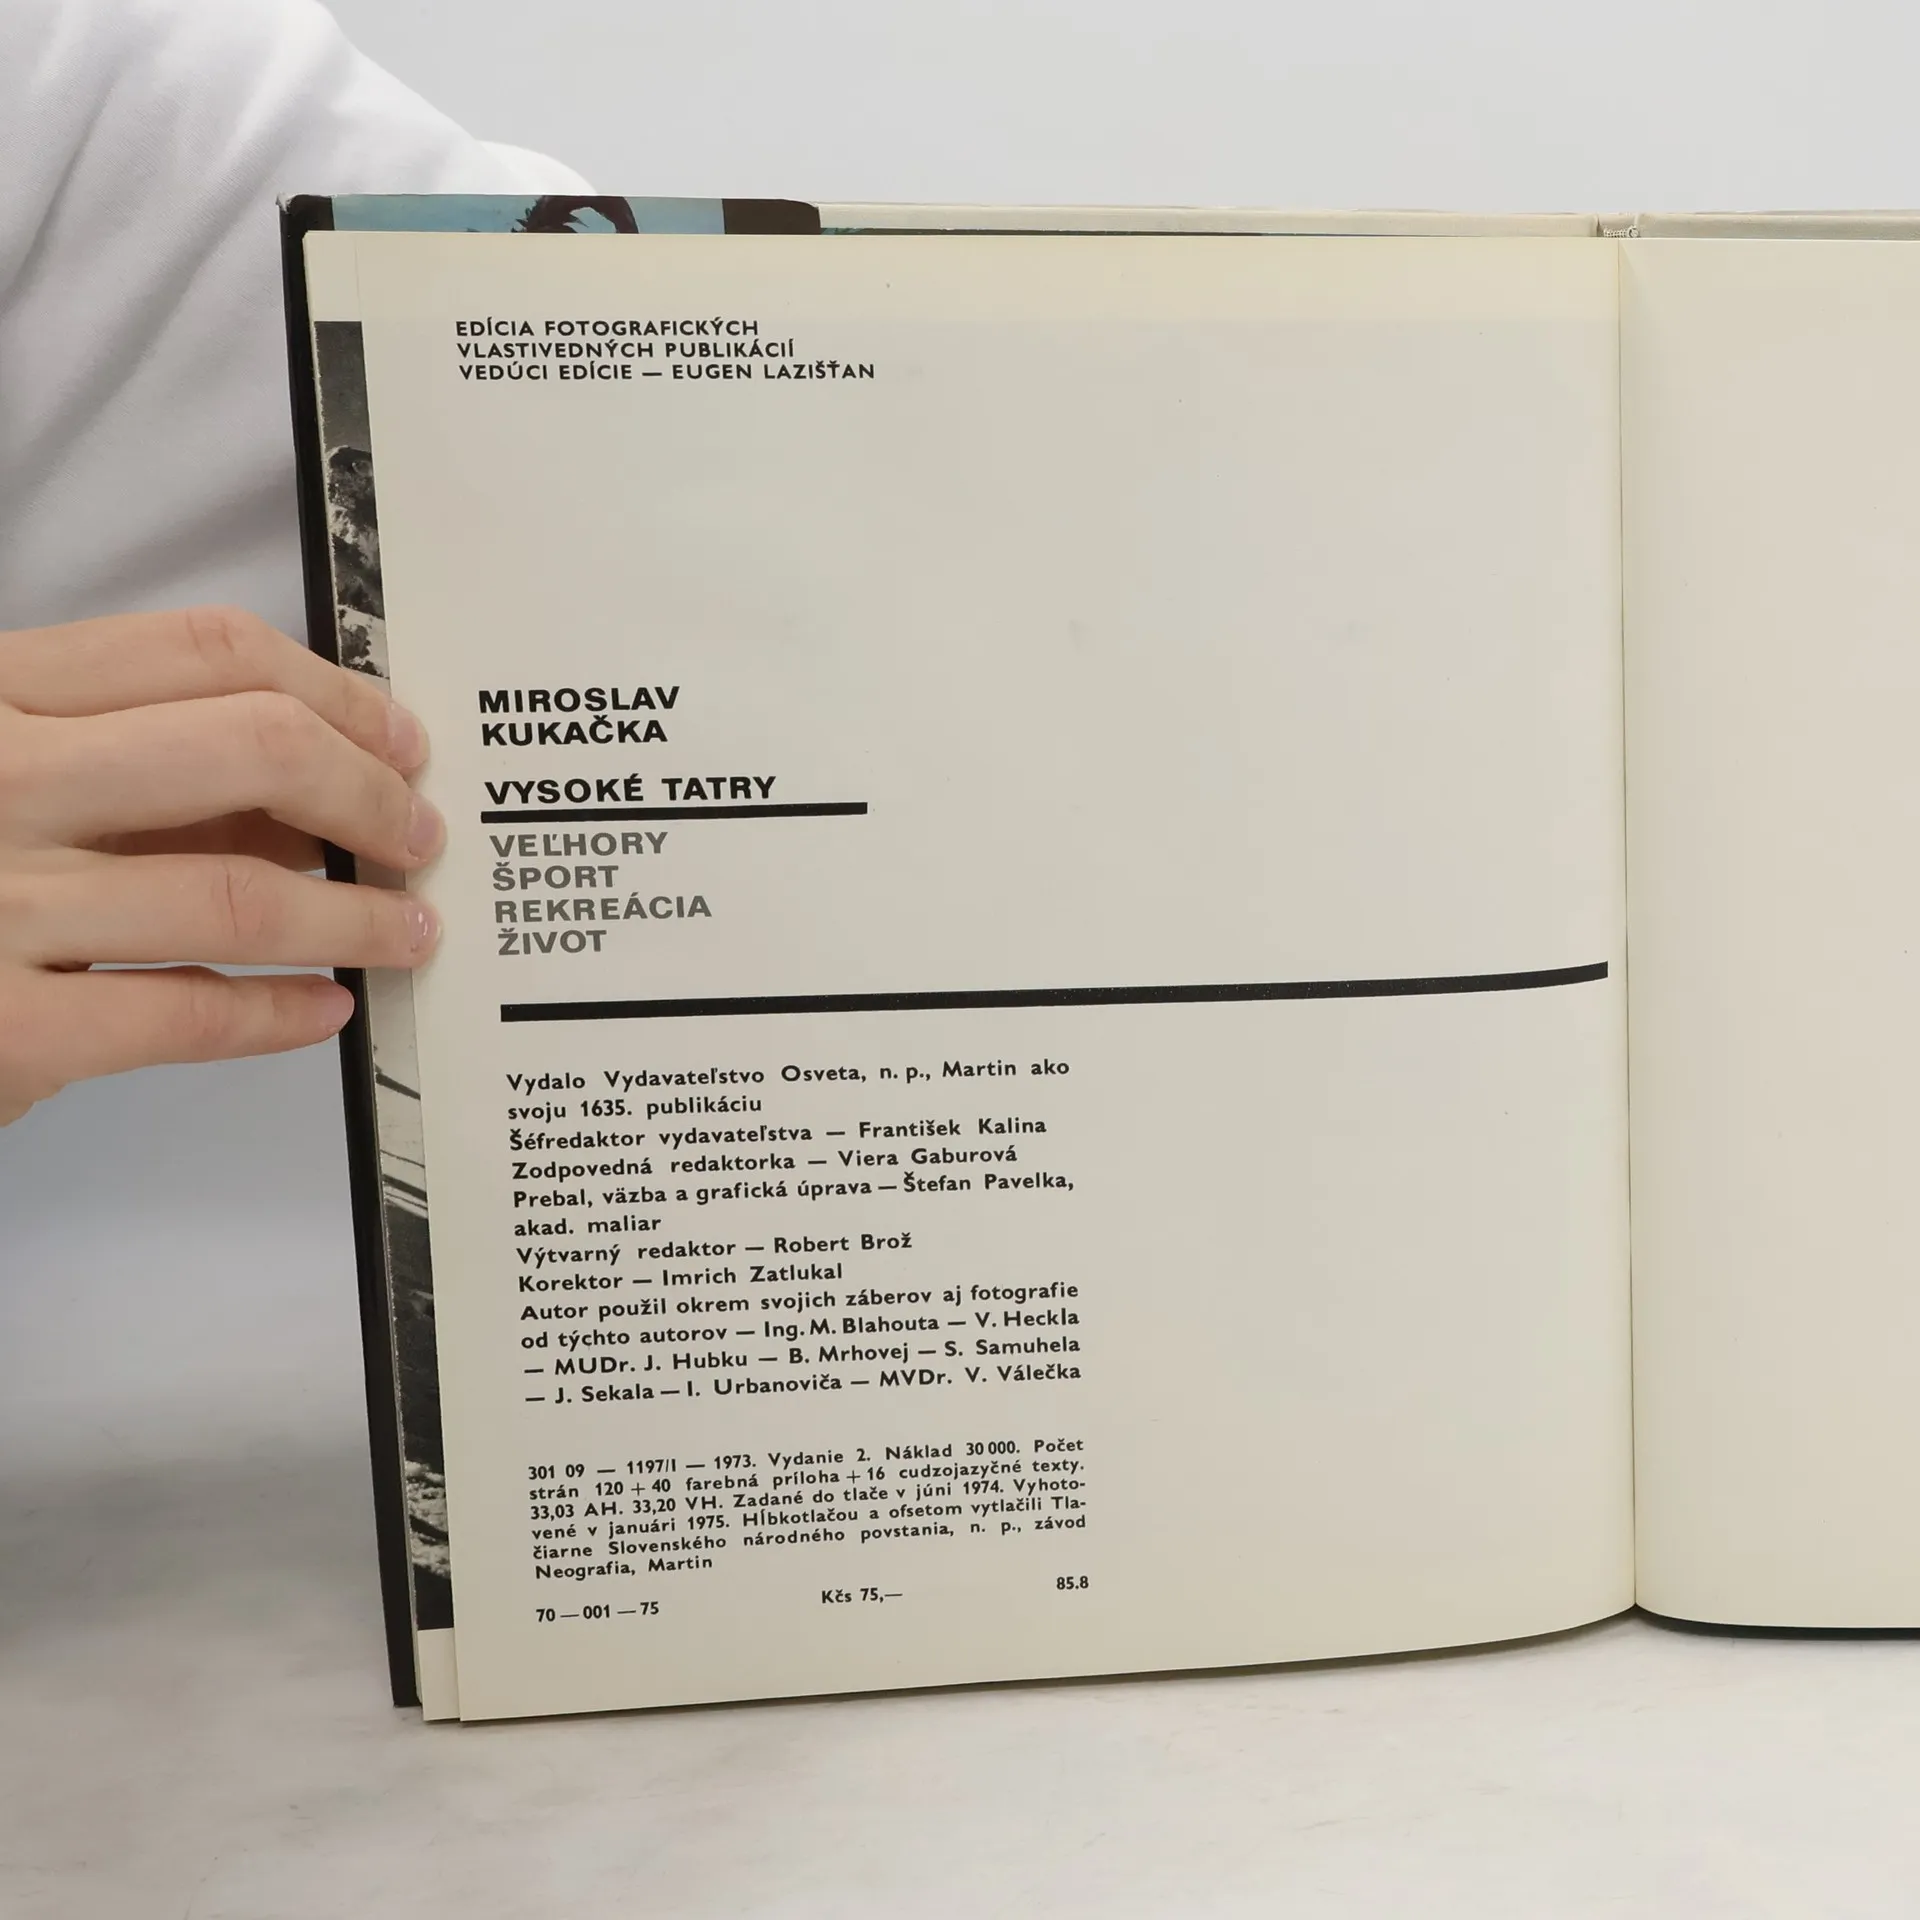 EDÍCIA FOTOGRAFICKÝCH
VLASTIVEDNÝCH PUBLIKÁCIÍ
VEDÚCI EDÍCIE — EUGEN LAZIŠŤAN
MIROSLAV
KUKAČKA
VYSOKÉ TATRY
VEĽHORY
ŠPORT
REKREÁCIA
ŽIVOT
Vydalo Vydavateľstvo Osveta, n. p., Martin ako
svoju 1635. publikáciu
Šéfredaktor vydavateľstva — František Kalina
Zodpovedná redaktorka — Viera Gaburová
Prebal, väzba a grafická úprava — Štefan Pavelka,
akad. maliar
Výtvarný redaktor — Robert Brož
Korektor — Imrich Zatlukal
Autor použil okrem svojich záberov aj fotografie
od týchto autorov — Ing. M. Blahouta — V. Heckla
— MUDr. J. Hubku — B. Mrhovej — S. Samuhela
— J. Sekala — I. Urbanoviča — MVDr. V. Válečka
301 09 — 1197/I — 1973. Vydanie 2. Náklad 30 000. Počet
strán 120 + 40 farebná príloha + 16 cudzojazyčné texty.
33,03 AH. 33,20 VH. Zadané do tlače v júni 1974. Vyhoto-
vené v januári 1975. Hĺbkotlačou a ofsetom vytlačili Tla-
čiarne Slovenského národného povstania, n. p., závod
Neografia, Martin
70 — 001 — 75 Kčs 75,— 85.8